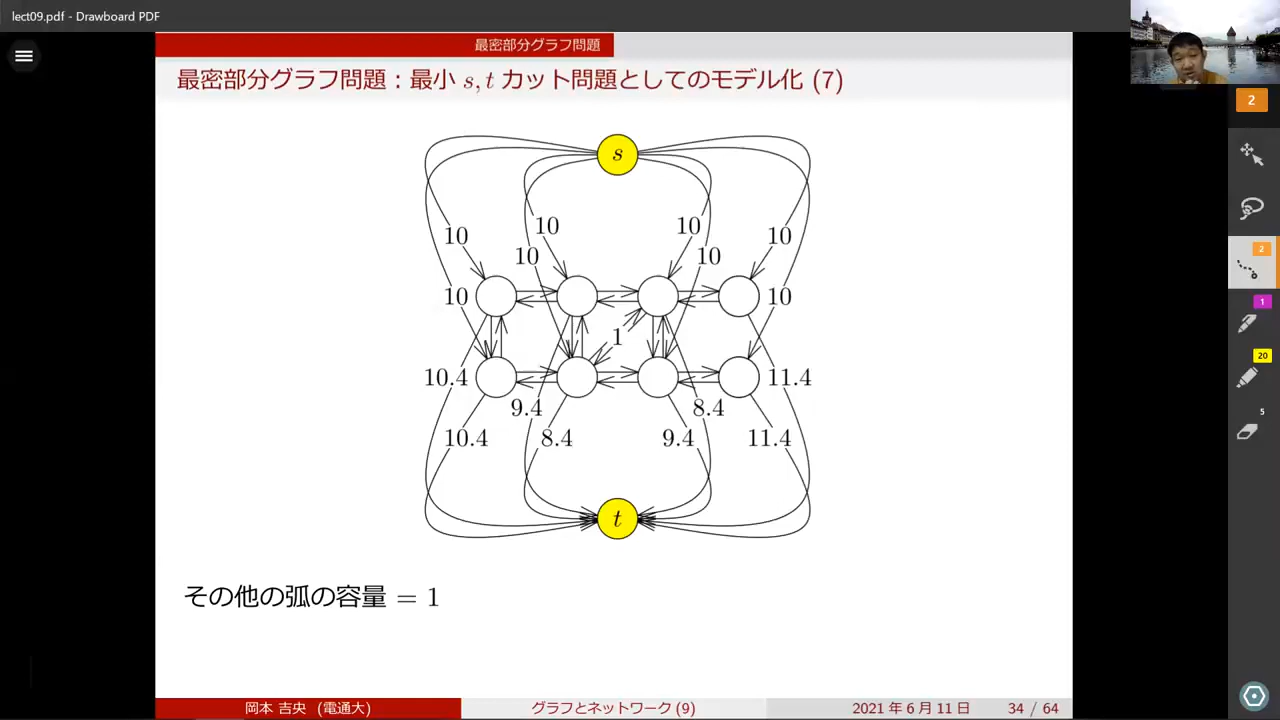 lect09.pdf - Drawboard PDF
最密部分グラフ問題
最密部分グラフ問題：最小 s, t カット問題としてのモデル化 (7)
2
s
10 10 10 10
10 10
10 10
2
1
1
20
10.4 11.4
9.4 8.4
10.4 8.4 9.4 11.4
5
t
その他の弧の容量 = 1
岡本 吉央 (電通大) グラフとネットワーク (9) 2021 年 6 月 11 日 34 / 64